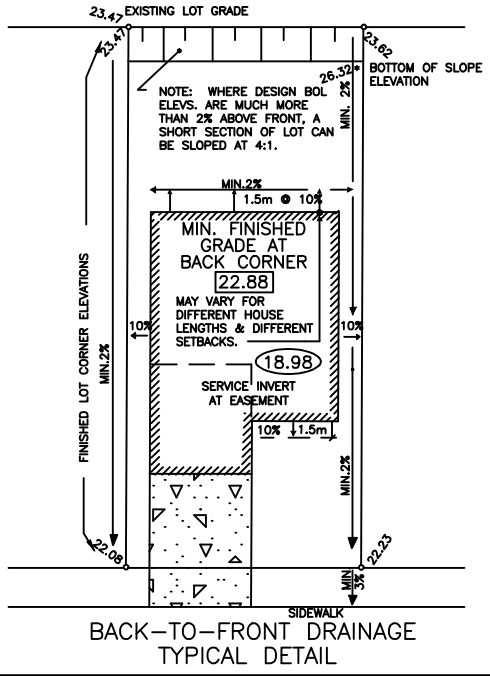 23.47 EXISTING LOT GRADE
23.47
23.62
26.32* BOTTOM OF SLOPE
ELEVATION
NOTE: WHERE DESIGN BOL
ELEVS. ARE MUCH MORE
THAN 2% ABOVE FRONT, A
SHORT SECTION OF LOT CAN
BE SLOPED AT 4:1.
MIN. 2%
MIN.2%
1.5m @ 10%
MIN. FINISHED
GRADE AT
BACK CORNER
22.88
MAY VARY FOR
DIFFERENT HOUSE
LENGTHS & DIFFERENT
SETBACKS.
10%
10%
18.98
SERVICE INVERT
AT EASEMENT
FINISHED LOT CORNER ELEVATIONS
MIN.2%
10%
1.5m
MIN.2%
22.08
22.23
MIN
3%
SIDEWALK
BACK-TO-FRONT DRAINAGE
TYPICAL DETAIL